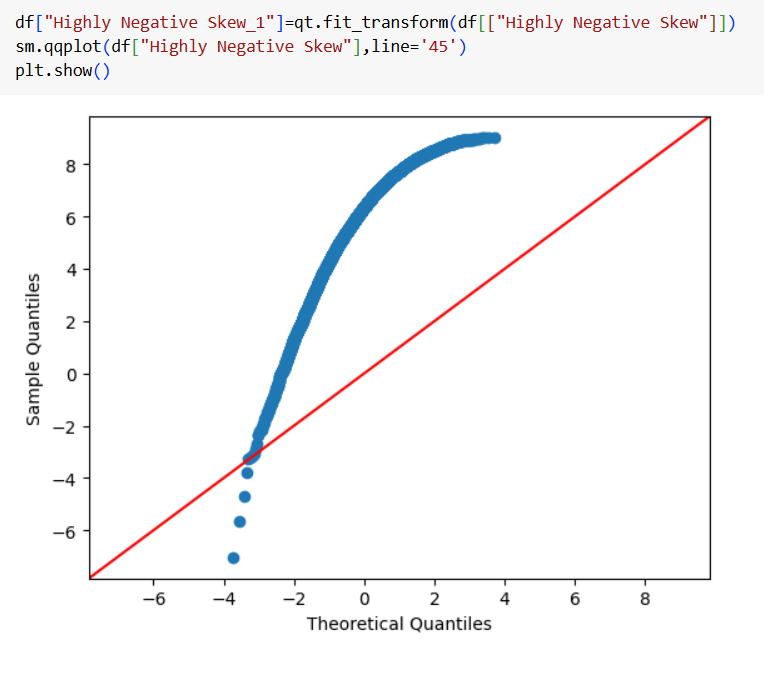 df["Highly Negative Skew_1"]=qt.fit_transform(df[["Highly Negative Skew"]])
sm.qqplot(df["Highly Negative Skew"],line='45')
plt.show()
8
6
4
2
0
−2
−4
−6
Sample Quantiles
−6 −4 −2 0 2 4 6 8
Theoretical Quantiles